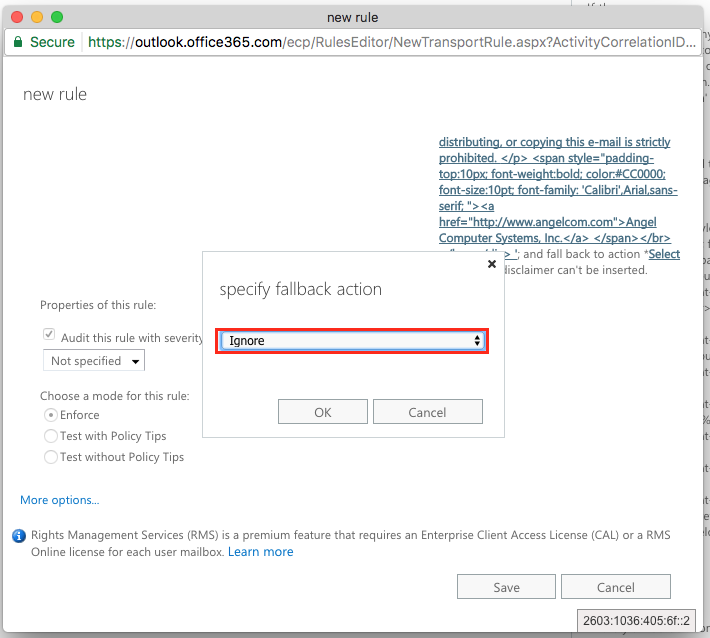 new rule
Secure https://outlook.office365.com/ecp/RulesEditor/NewTransportRule.aspx?ActivityCorrelationID...
new rule
distributing, or copying this e-mail is strictly
prohibited. </p> <span style="padding-
top:10px; font-weight:bold; color:#CC0000;
font-size:10pt; font-family: 'Calibri',Arial,sans-
serif; "><a
href="http://www.angelcom.com">Angel
Computer Systems, Inc.</a> </span></br>
'; and fall back to action *Select
disclaimer can't be inserted.
specify fallback action
Properties of this rule:
Audit this rule with severity
Ignore
Not specified
Choose a mode for this rule:
Enforce
OK Cancel
Test with Policy Tips
Test without Policy Tips
More options...
Rights Management Services (RMS) is a premium feature that requires an Enterprise Client Access License (CAL) or a RMS
Online license for each user mailbox. Learn more
Save Cancel
2603:1036:405:6f::2